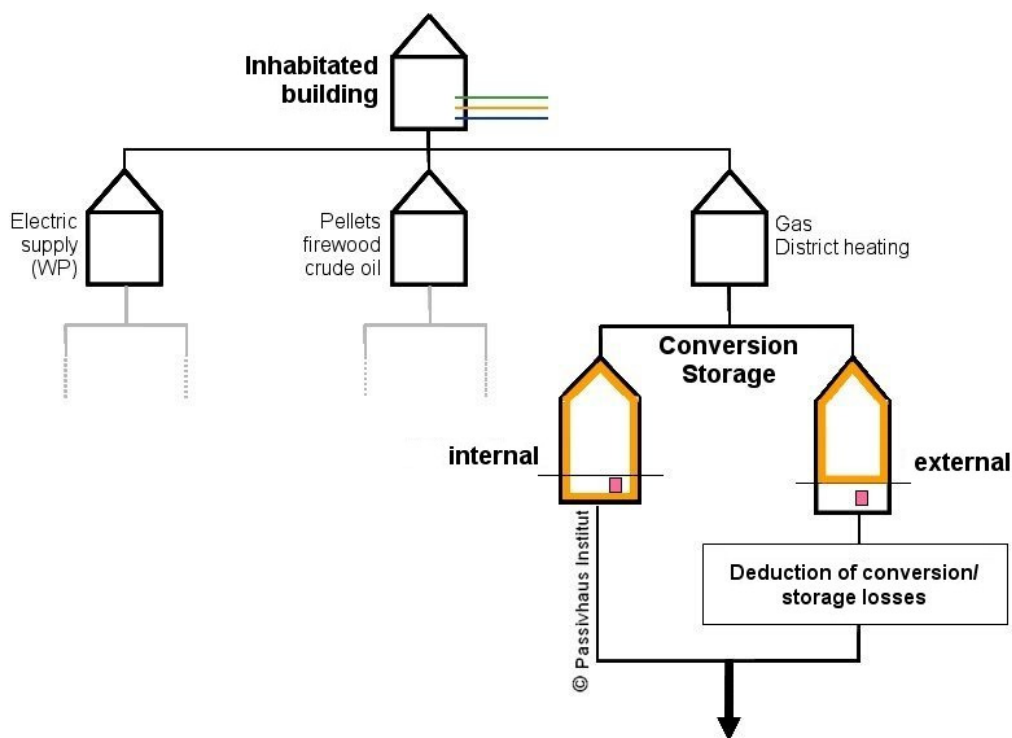 Inhabitated
building
Electric
supply
(WP)
Pellets
firewood
crude oil
Gas
District heating
Conversion
Storage
internal
external
Deduction of conversion/
storage losses
© Passivhaus Institut